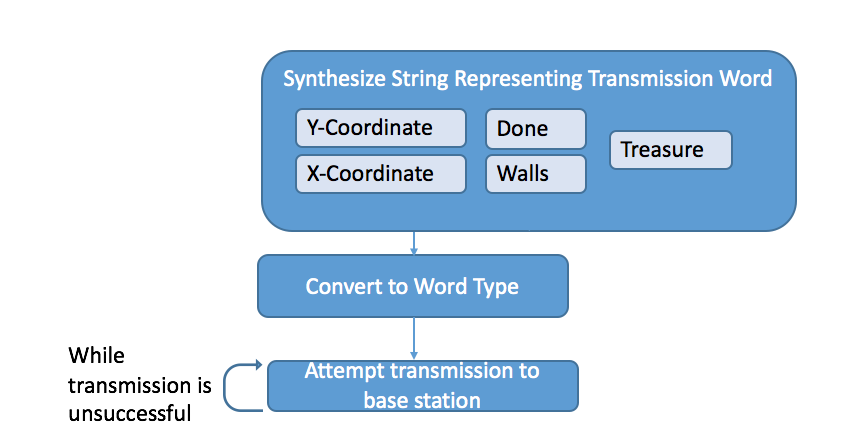 Synthesize String Representing Transmission Word
Y-Coordinate
Done
Treasure
X-Coordinate
Walls
Convert to Word Type
While
transmission is
unsuccessful
Attempt transmission to
base station